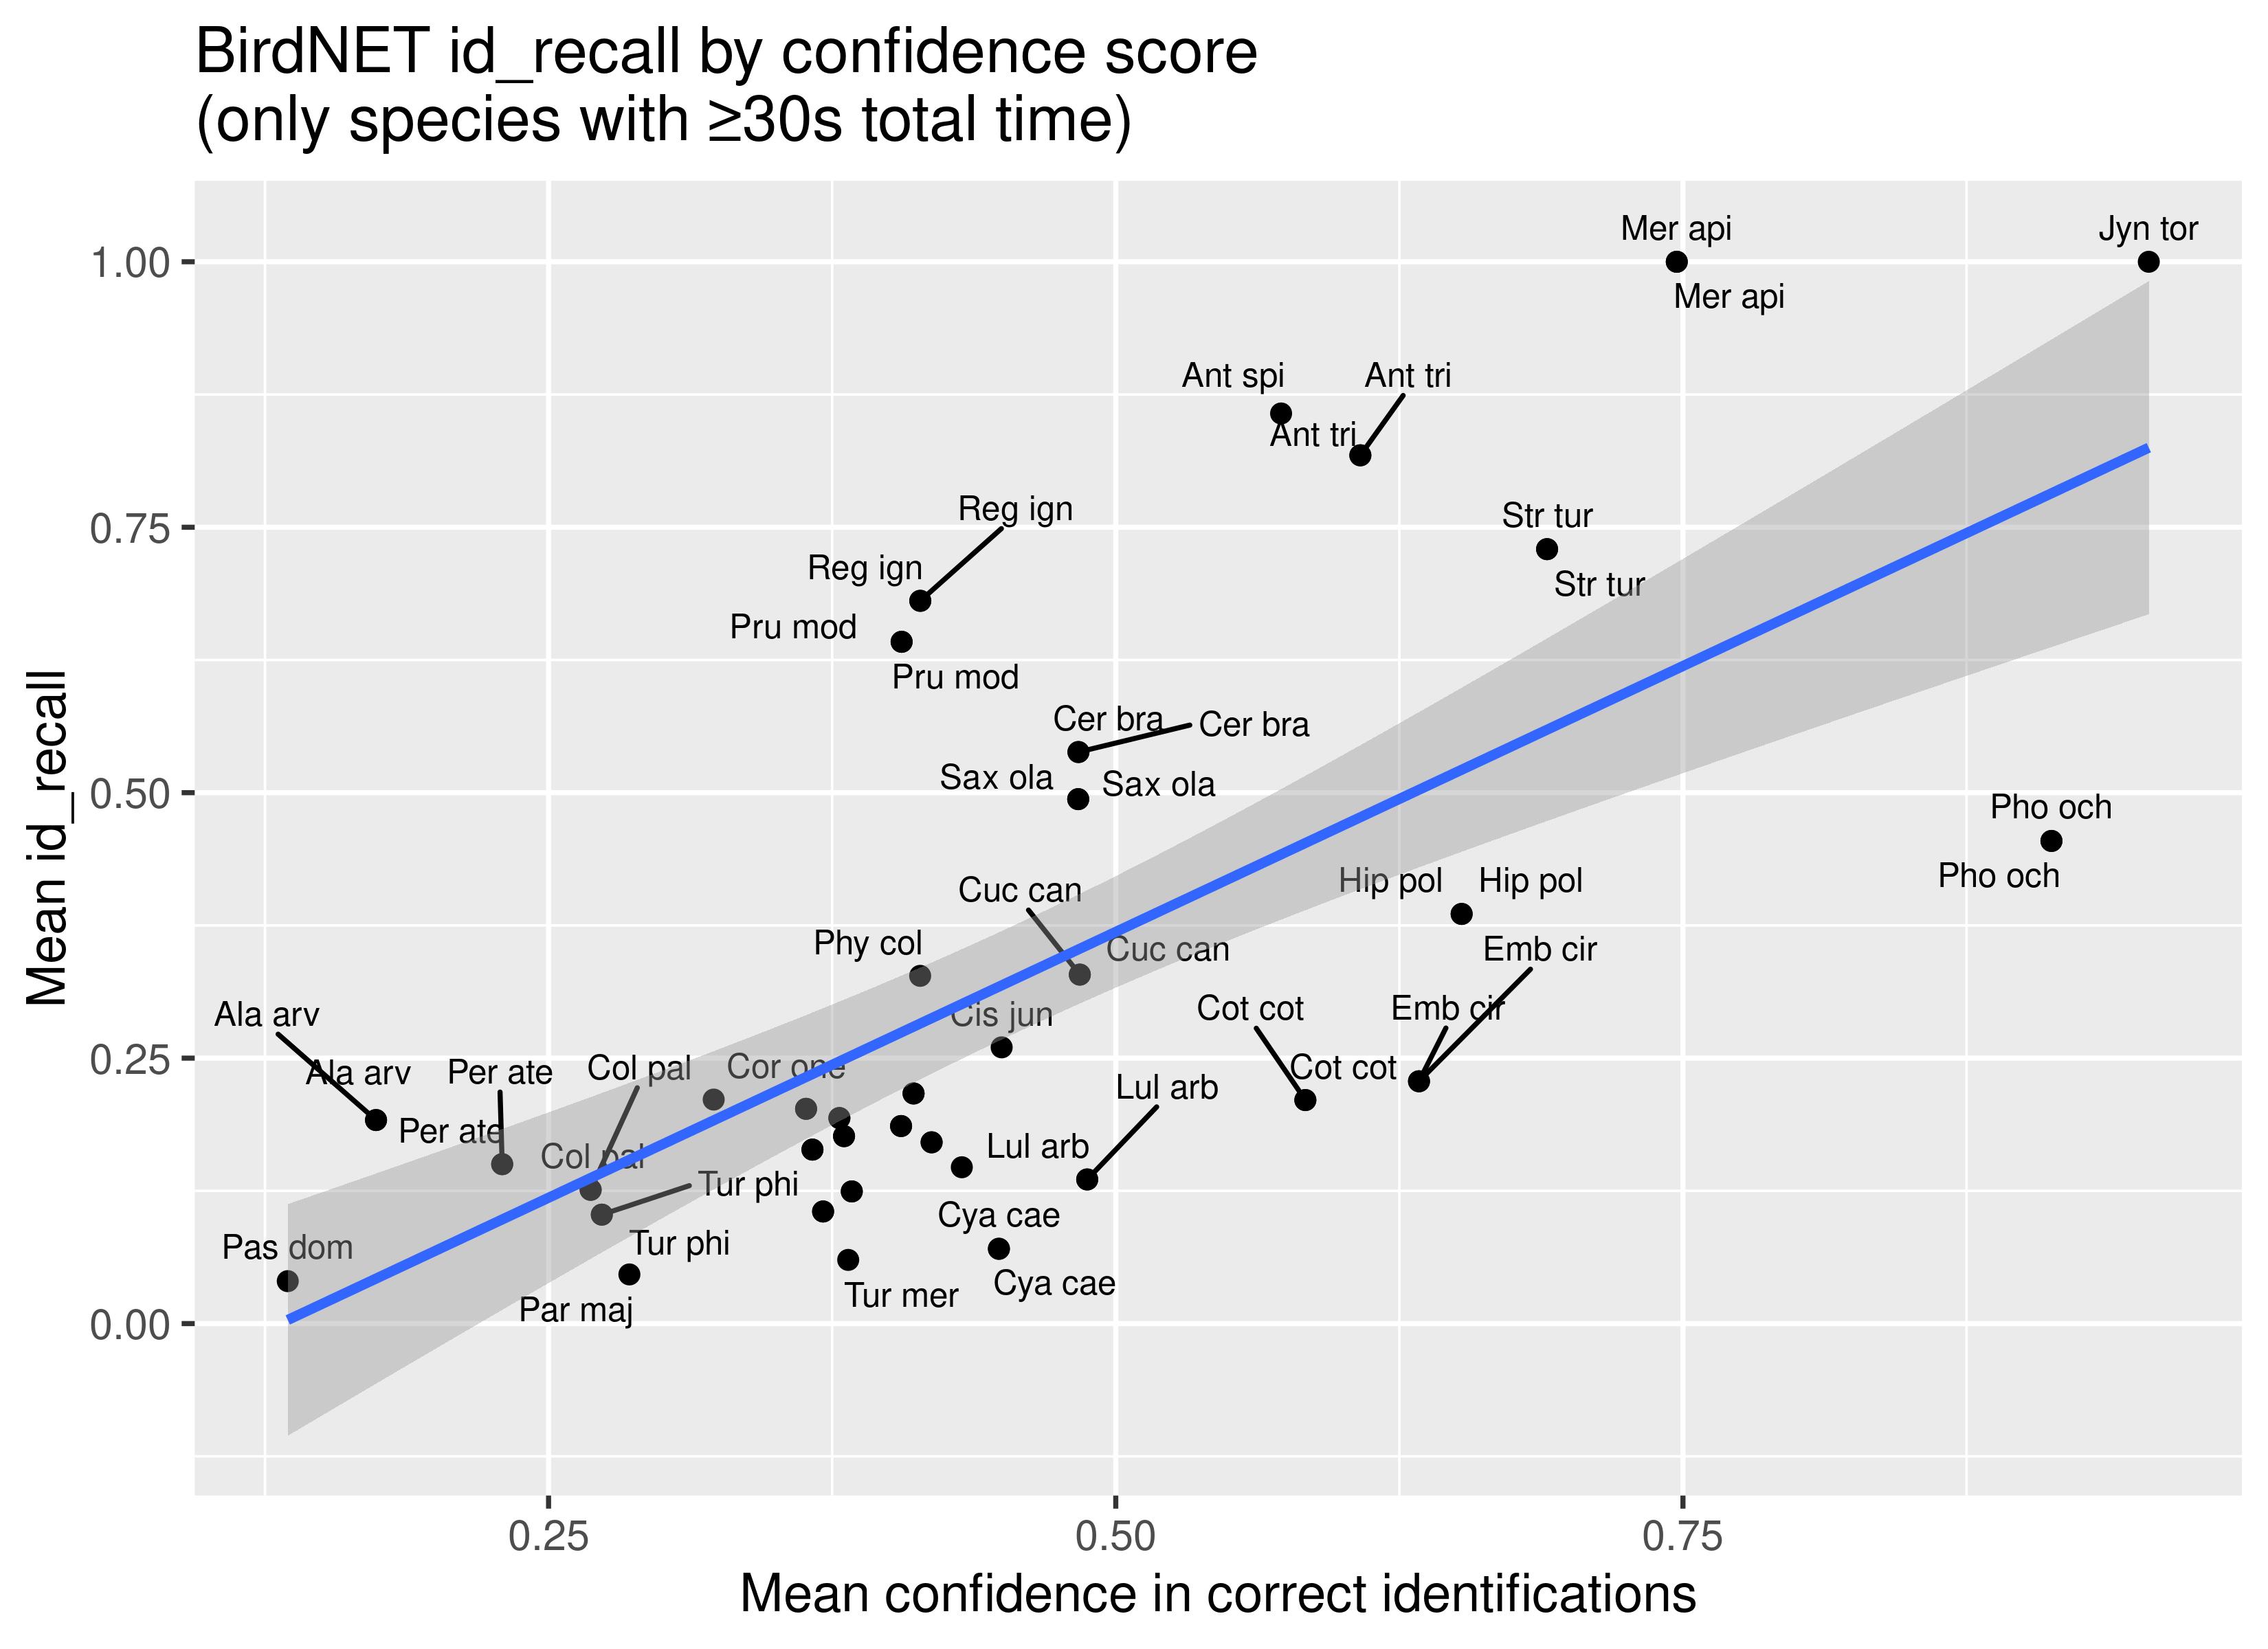 BirdNET id_recall by confidence score
(only species with ≥30s total time)
Mean id_recall
1.00
0.75
0.50
0.25
0.00
Mer api
Jyn tor
Mer api
Ant spi
Ant tri
Ant tri
Reg ign
Str tur
Reg ign
Str tur
Pru mod
Pru mod
Cer bra
Cer bra
Sax ola
Sax ola
Pho och
Pho och
Cuc can
Hip pol
Hip pol
Phy col
Cuc can
Emb cir
Ala arv
Cis jun
Cot cot
Emb cir
Ala arv
Per ate
Col pal
Cor one
Cot cot
Lul arb
Per ate
Col pal
Lul arb
Tur phi
Cya cae
Pas dom
Tur phi
Cya cae
Par maj
Tur mer
0.25
0.50
0.75
Mean confidence in correct identifications